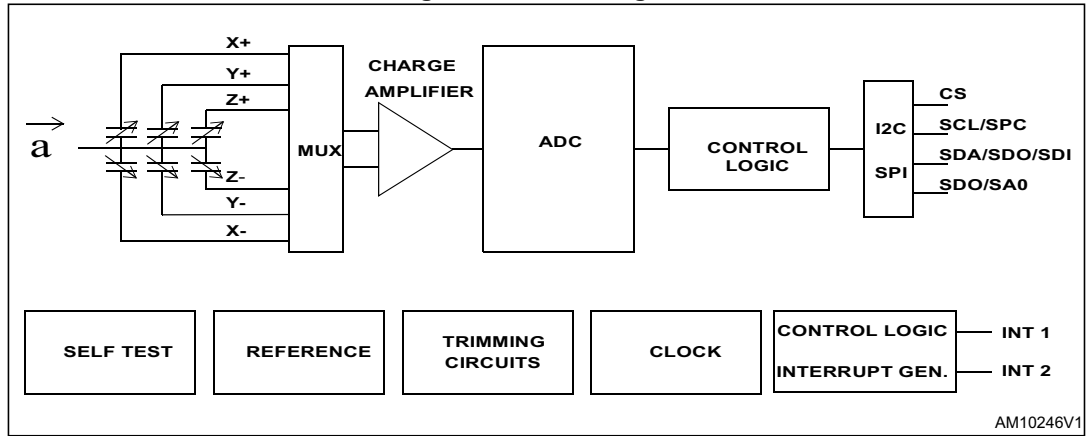 X+
Y+
Z+
a
Z-
Y-
X-
MUX
CHARGE
AMPLIFIER
ADC
CONTROL
LOGIC
I2C
SPI
CS
SCL/SPC
SDA/SDO/SDI
SDO/SA0
SELF TEST
REFERENCE
TRIMMING
CIRCUITS
CLOCK
CONTROL LOGIC
INTERRUPT GEN.
INT 1
INT 2
AM10246V1